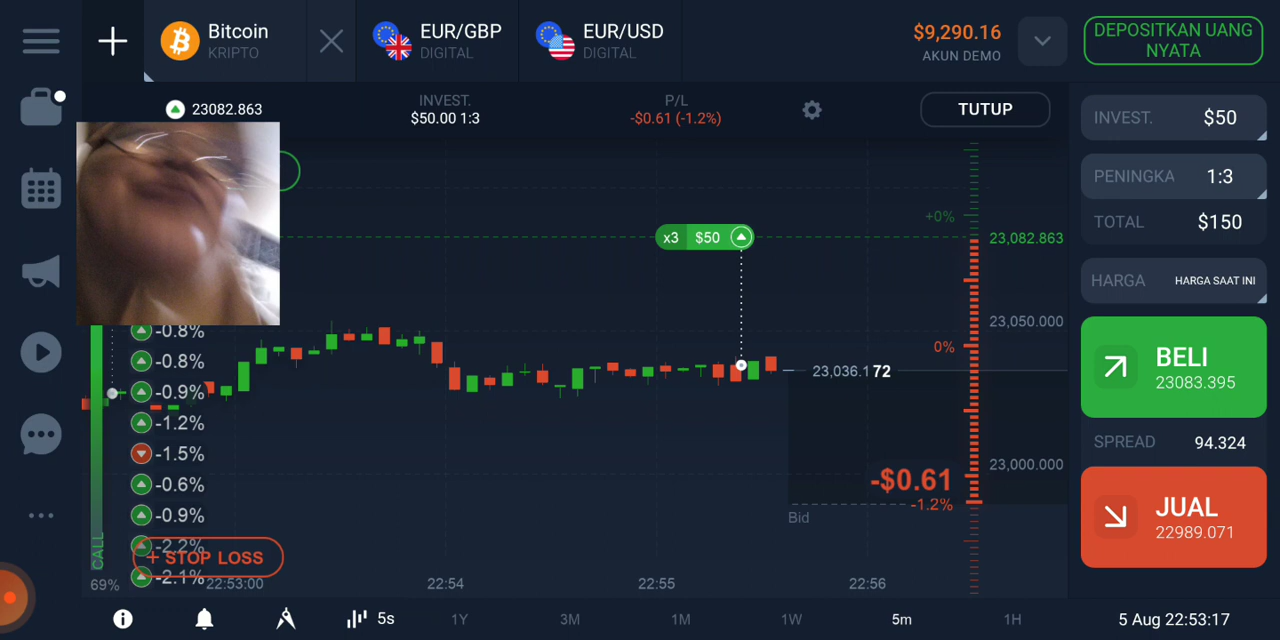 Bitcoin
KRIPTO
EUR/GBP
DIGITAL
EUR/USD
DIGITAL
$9,290.16
AKUN DEMO
DEPOSITKAN UANG
NYATA
23082.863
INVEST.
$50.00 1:3
P/L
-$0.61 (-1.2%)
TUTUP
INVEST. $50
PENINGKA 1:3
TOTAL $150
HARGA HARGA SAAT INI
BELI
23083.395
SPREAD 94.324
JUAL
22989.071
+0%
x3 $50
23,082.863
23,050.000
0%
23,036.172
23,000.000
-$0.61
-1.2%
Bid
-0.8%
-0.8%
-0.9%
-1.2%
-1.5%
-0.6%
-0.9%
-2.2%
+ STOP LOSS
-2.1%
CALL
69%
22:53:00
22:54
22:55
22:56
5s
1Y
3M
1M
1W
5m
1H
5 Aug 22:53:17